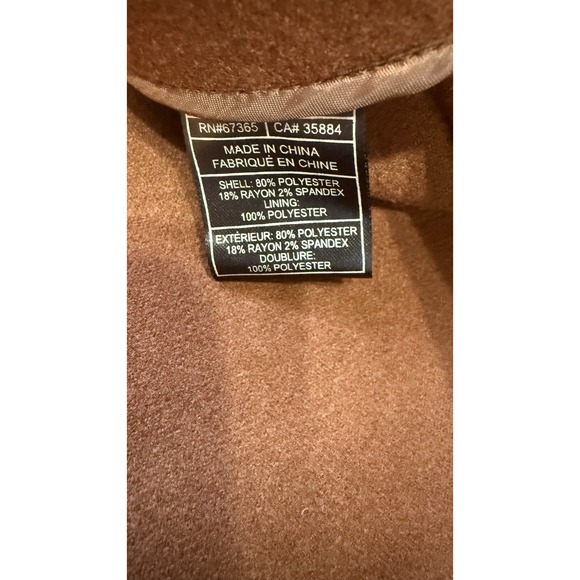 RN#67365 CA# 35884
MADE IN CHINA
FABRIQUÉ EN CHINE
SHELL: 80% POLYESTER
18% RAYON 2% SPANDEX
LINING:
100% POLYESTER
EXTÉRIEUR: 80% POLYESTER
18% RAYON 2% SPANDEX
DOUBLURE:
100% POLYESTER